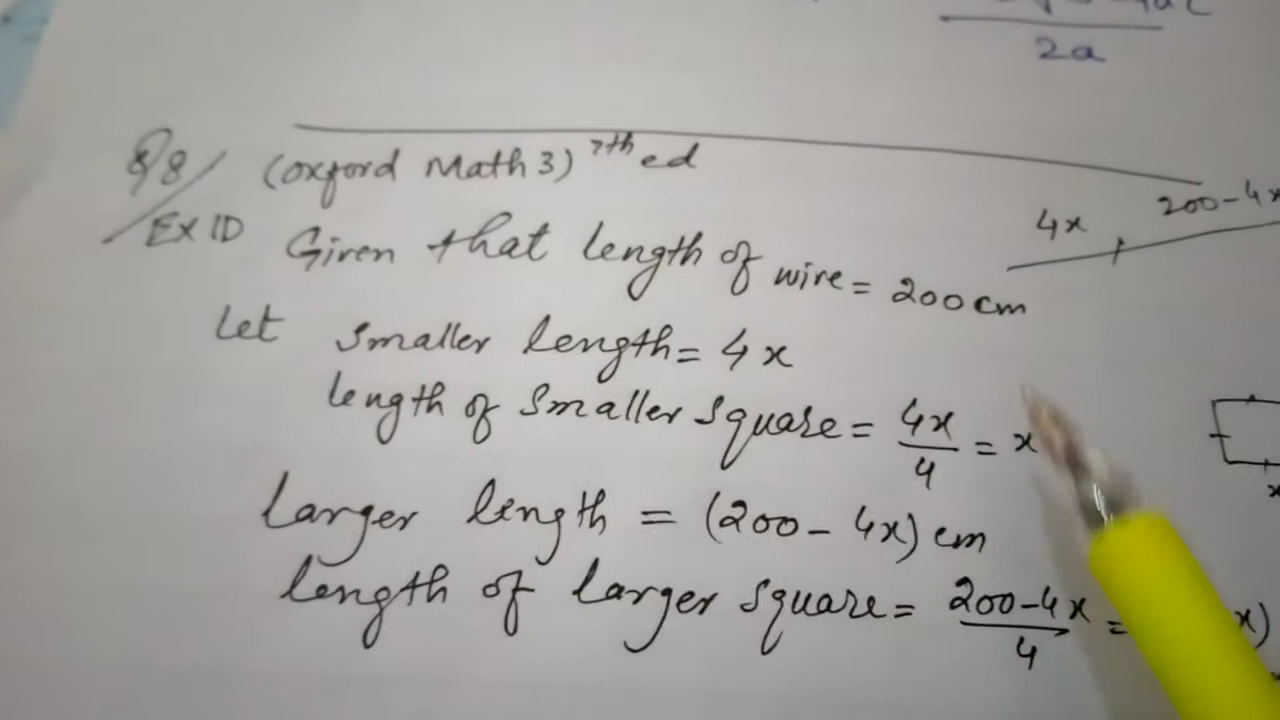 2a
Q8/ (Oxford Math 3) 7th ed
EX 1D
4x 200-4x
Given that length of wire = 200 cm
Let Smaller length = 4x
length of Smaller Square = 4x/4 = x
Larger length = (200 - 4x) cm
length of larger Square = 200-4x/4 = x)
x